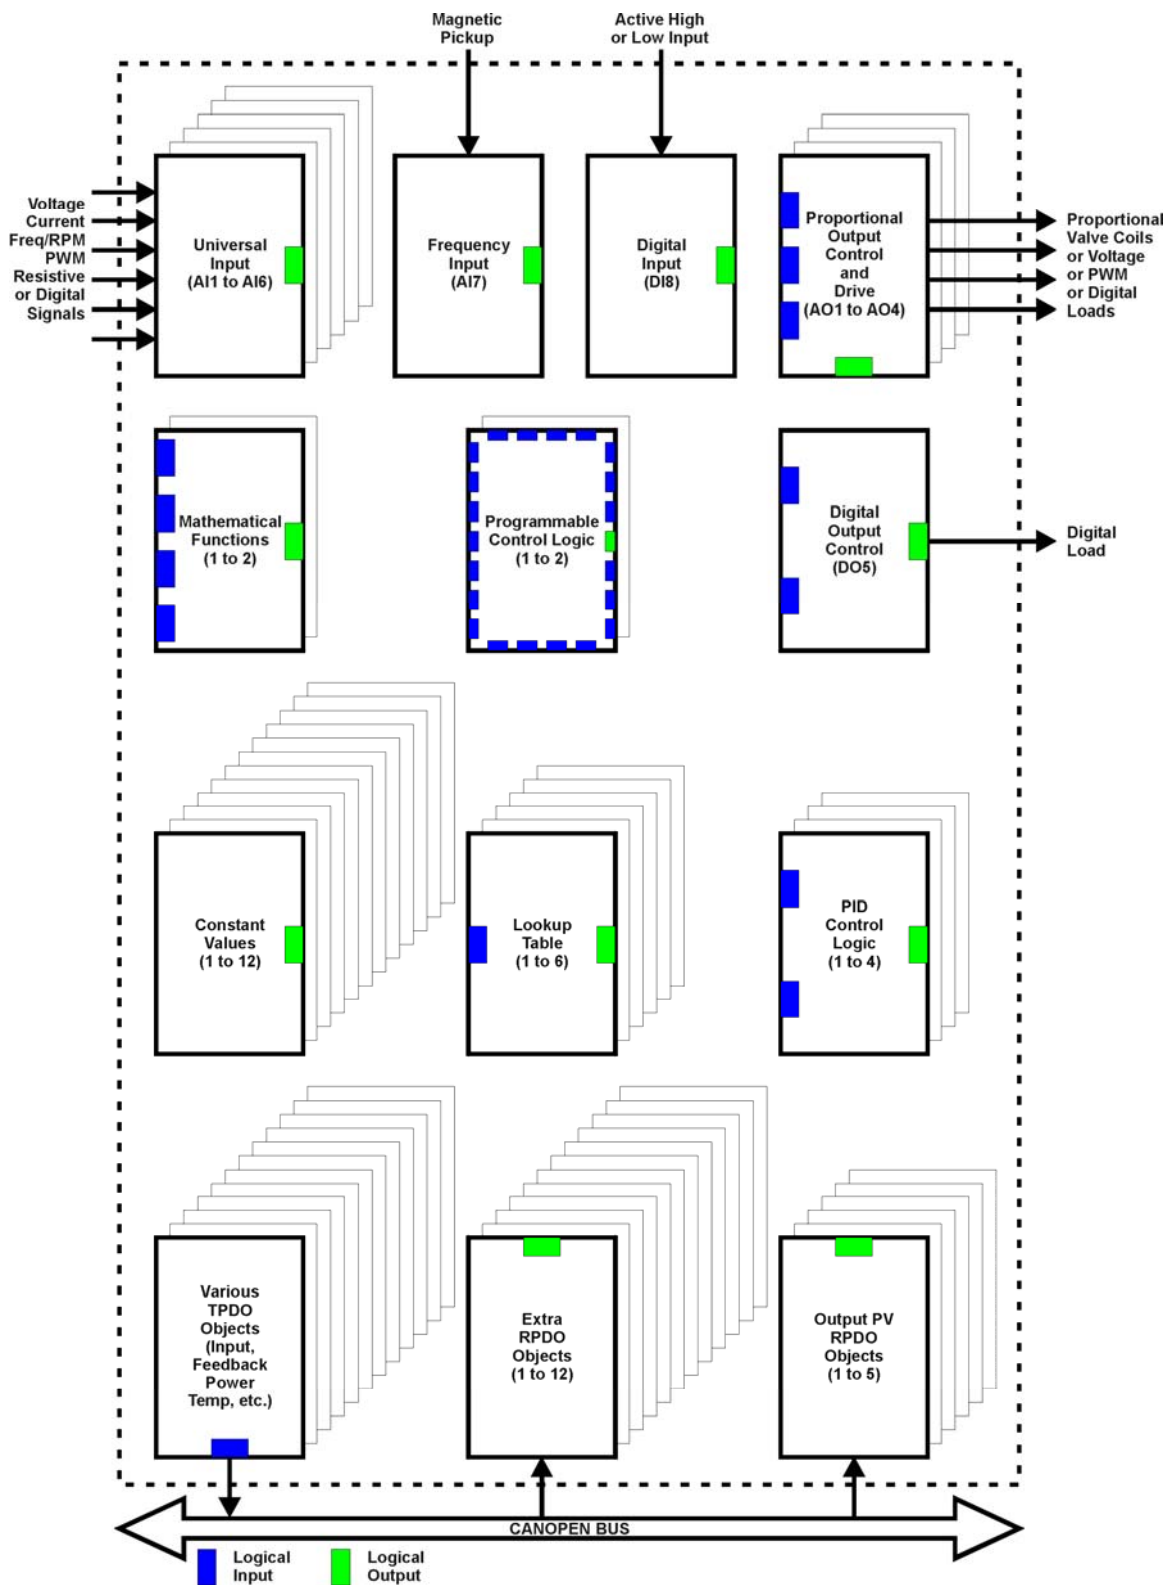 Magnetic
Pickup
Active High
or Low Input
Voltage
Current
Freq/RPM
PWM
Resistive
or Digital
Signals
Universal
Input
(AI1 to AI6)
Frequency
Input
(AI7)
Digital
Input
(DI8)
Proportional
Output
Control
and
Drive
(AO1 to AO4)
Proportional
Valve Coils
or Voltage
or PWM
or Digital
Loads
Mathematical
Functions
(1 to 2)
Programmable
Control Logic
(1 to 2)
Digital
Output
Control
(DO5)
Digital
Load
Constant
Values
(1 to 12)
Lookup
Table
(1 to 6)
PID
Control
Logic
(1 to 4)
Various
TPDO
Objects
(Input,
Feedback
Power
Temp, etc.)
Extra
RPDO
Objects
(1 to 12)
Output PV
RPDO
Objects
(1 to 5)
CANOPEN BUS
Logical
Input
Logical
Output